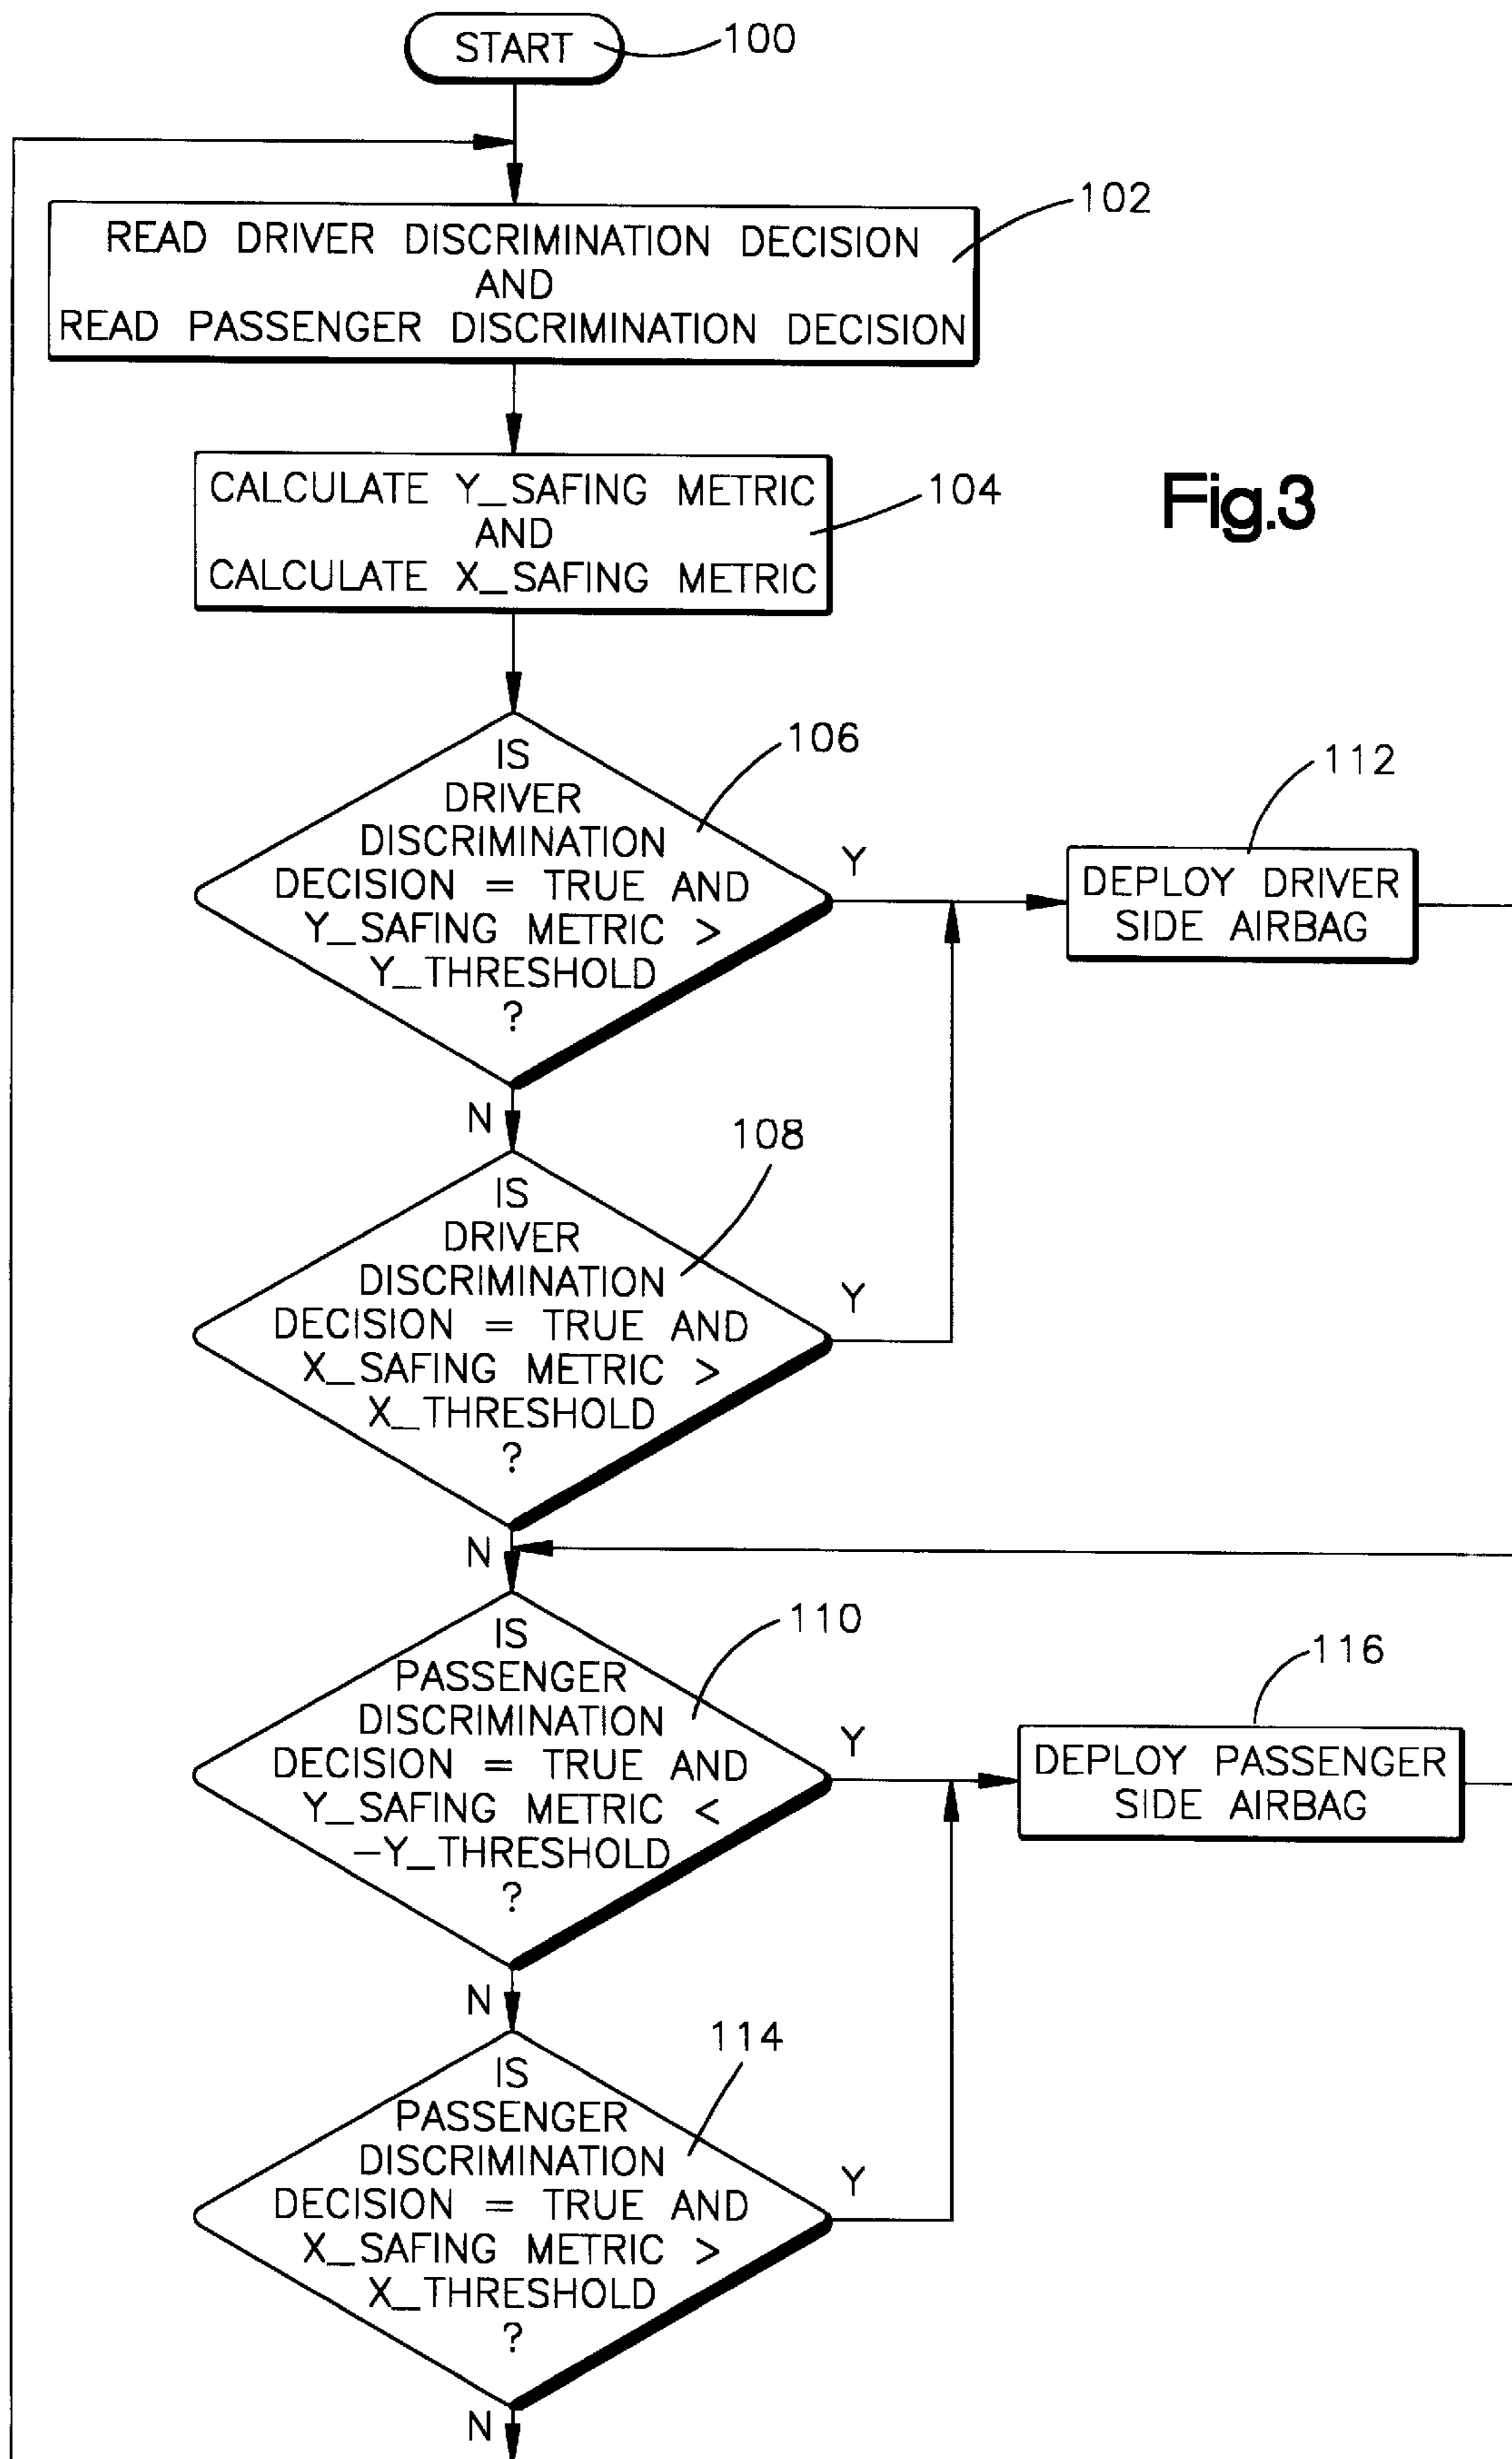 START
100
102
READ DRIVER DISCRIMINATION DECISION
AND
READ PASSENGER DISCRIMINATION DECISION
104
CALCULATE Y_SAFING METRIC
AND
CALCULATE X_SAFING METRIC
Fig.3
106
IS
DRIVER
DISCRIMINATION
DECISION = TRUE AND
Y_SAFING METRIC >
Y_THRESHOLD
?
Y
112
DEPLOY DRIVER
SIDE AIRBAG
N
108
IS
DRIVER
DISCRIMINATION
DECISION = TRUE AND
X_SAFING METRIC >
X_THRESHOLD
?
Y
N
110
IS
PASSENGER
DISCRIMINATION
DECISION = TRUE AND
Y_SAFING METRIC <
−Y_THRESHOLD
?
Y
116
DEPLOY PASSENGER
SIDE AIRBAG
N
114
IS
PASSENGER
DISCRIMINATION
DECISION = TRUE AND
X_SAFING METRIC >
X_THRESHOLD
?
Y
N